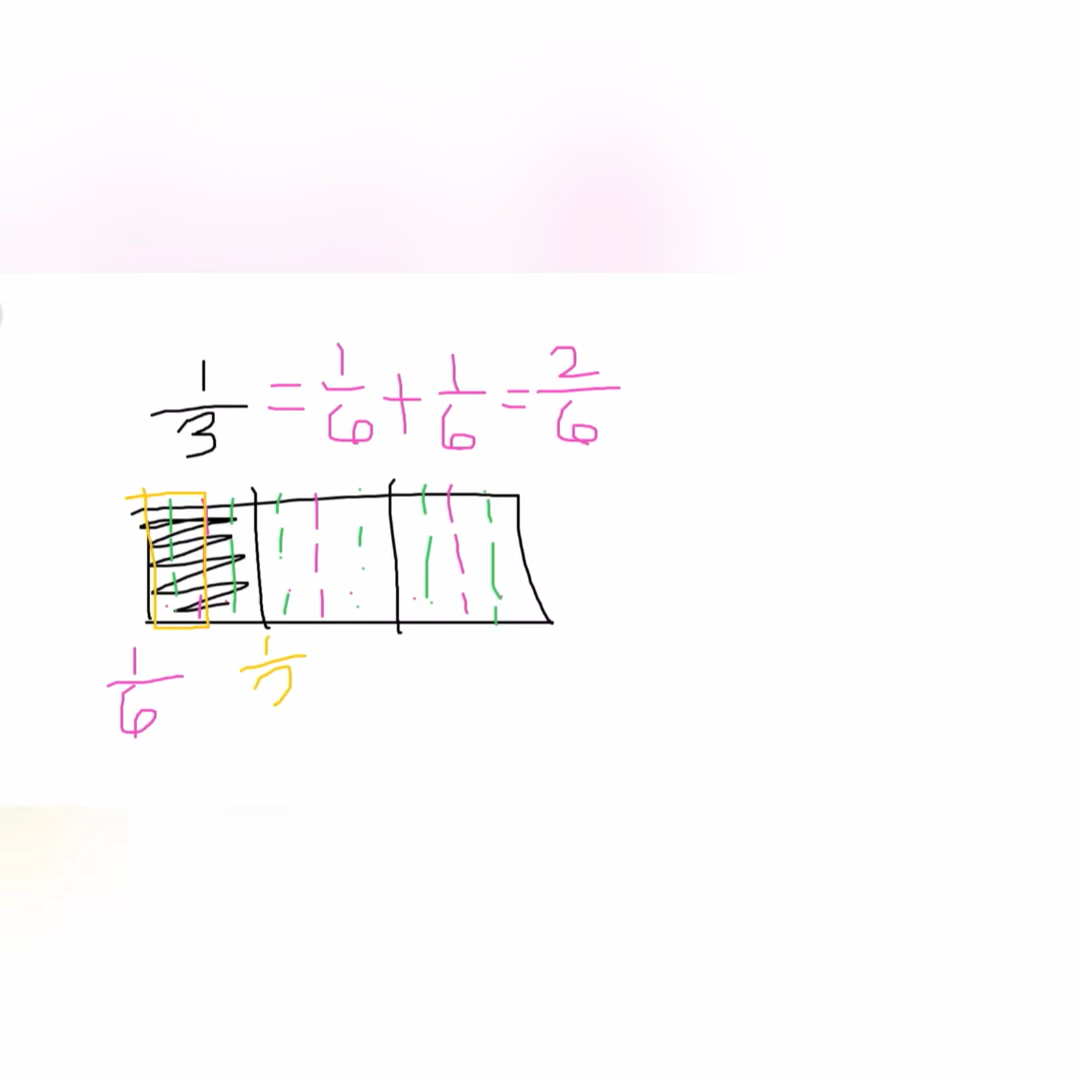 1/3 = 1/6 + 1/6 = 2/6
1/6